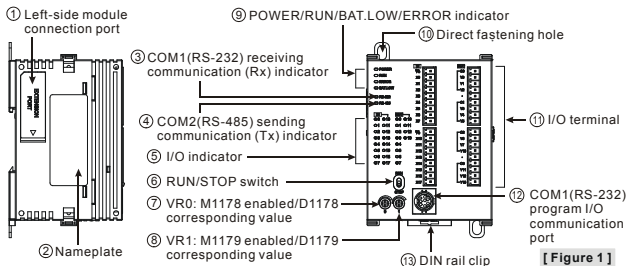 ① Left-side module
connection port
EXTENSION
PORT
② Nameplate
③ COM1(RS-232) receiving
communication (Rx) indicator
④ COM2(RS-485) sending
communication (Tx) indicator
⑤ I/O indicator
⑥ RUN/STOP switch
⑦ VR0: M1178 enabled/D1178
corresponding value
⑧ VR1: M1179 enabled/D1179
corresponding value
⑨ POWER/RUN/BAT.LOW/ERROR indicator
⑩ Direct fastening hole
⑪ I/O terminal
⑫ COM1(RS-232)
program I/O
communication
port
⑬ DIN rail clip
[ Figure 1 ]